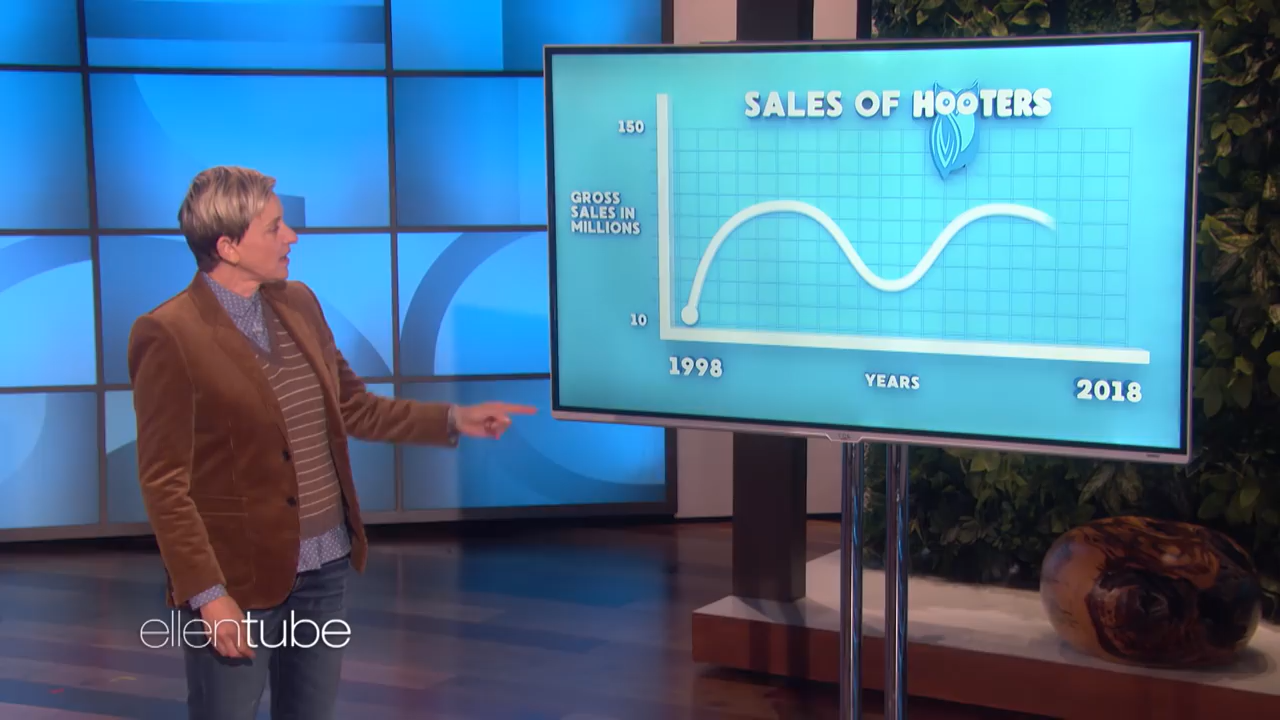 SALES OF HOOTERS
150
GROSS
SALES IN
MILLIONS
10
1998
YEARS
2018
ellentube